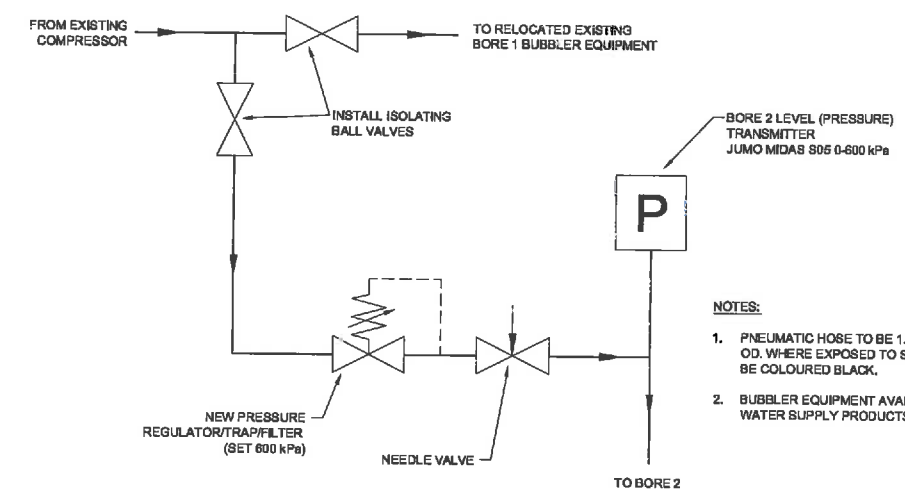 FROM EXISTING
COMPRESSOR
TO RELOCATED EXISTING
BORE 1 BUBBLER EQUIPMENT
INSTALL ISOLATING
BALL VALVES
BORE 2 LEVEL (PRESSURE)
TRANSMITTER
JUMO MIDAS S05 0-600 kPa
P
NOTES:
1. PNEUMATIC HOSE TO BE 1.
OD. WHERE EXPOSED TO S
BE COLOURED BLACK.
2. BUBBLER EQUIPMENT AVAI
WATER SUPPLY PRODUCTS
NEW PRESSURE
REGULATOR/TRAP/FILTER
(SET 600 kPa)
NEEDLE VALVE
TO BORE 2